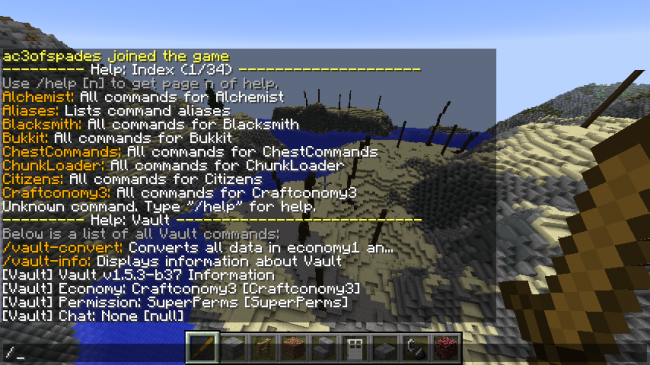 ac3ofspades joined the game
--------- Help: Index (1/34) --------------------
Use /help [n] to get page n of help.
Alchemist: All commands for Alchemist
Aliases: Lists command aliases
Blacksmith: All commands for Blacksmith
Bukkit: All commands for Bukkit
ChestCommands: All commands for ChestCommands
ChunkLoader: All commands for ChunkLoader
Citizens: All commands for Citizens
Craftconomy3: All commands for Craftconomy3
Unknown command. Type "/help" for help.
--------- Help: Vault ---------------------------
Below is a list of all Vault commands:
/vault-convert: Converts all data in economy1 an...
/vault-info: Displays information about Vault
[Vault] Vault v1.5.3-b37 Information
[Vault] Economy: Craftconomy3 [Craftconomy3]
[Vault] Permission: SuperPerms [SuperPerms]
[Vault] Chat: None [null]
/_